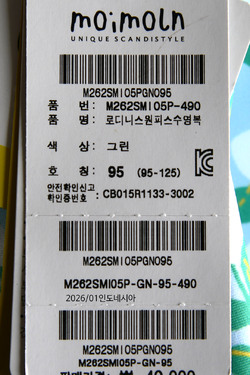 moimoln
UNIQUE SCANDISTYLE
M262SMI05PGN095
품 번: M262SMI05P-490
품 명: 로디니스원피스수영복
색 상: 그린
호 칭: 95 (95-125)
안전확인신고
확인증번호 : CB015R1133-3002
M262SMI05PGN095
M262SMI05P-GN-95-490
2026/01인도네시아
M262SMI05PGN095
M262SMI05P-GN-95